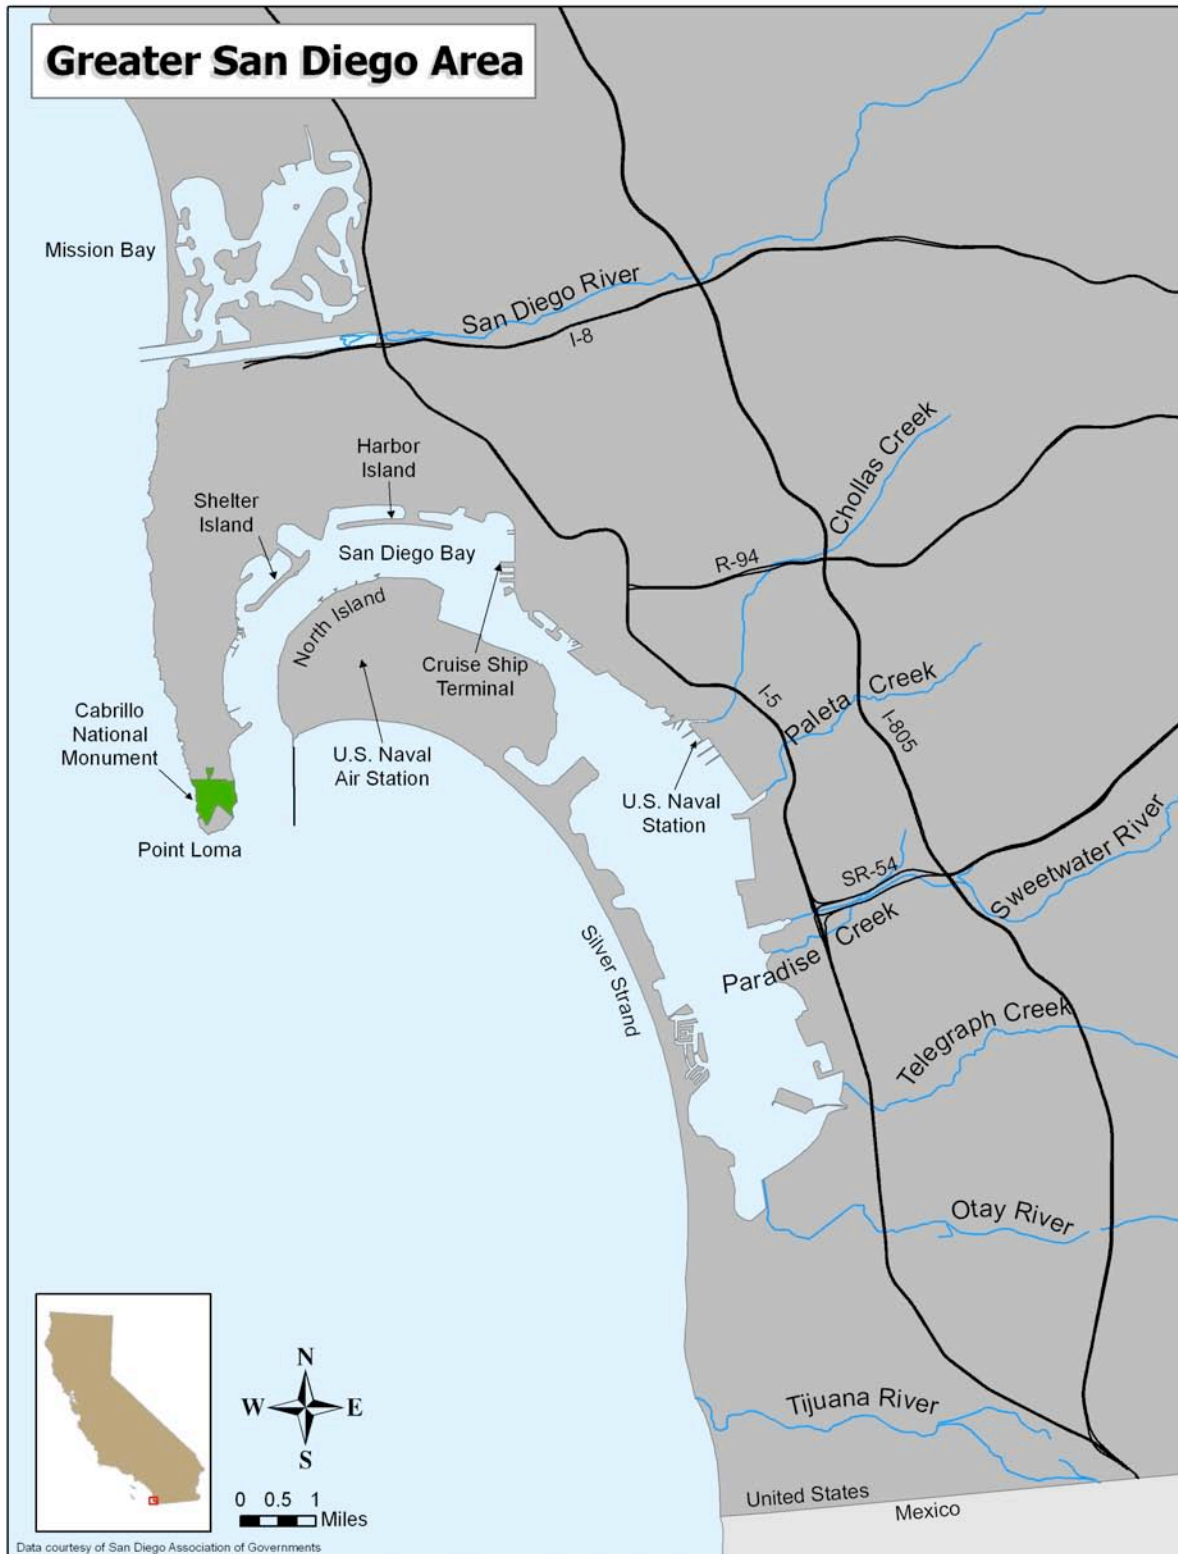 Greater San Diego Area
Mission Bay
San Diego River
I-8
Harbor
Island
Chollas Creek
Shelter
Island
San Diego Bay
R-94
North Island
Cruise Ship
Terminal
I-5
Paleta Creek
I-805
Cabrillo
National
Monument
U.S. Naval
Air Station
U.S. Naval
Station
Point Loma
SR-54
Sweetwater River
Paradise Creek
Silver Strand
Telegraph Creek
Otay River
N
W E
S
Tijuana River
0 0.5 1
Miles
United States
Mexico
Data courtesy of San Diego Association of Governments